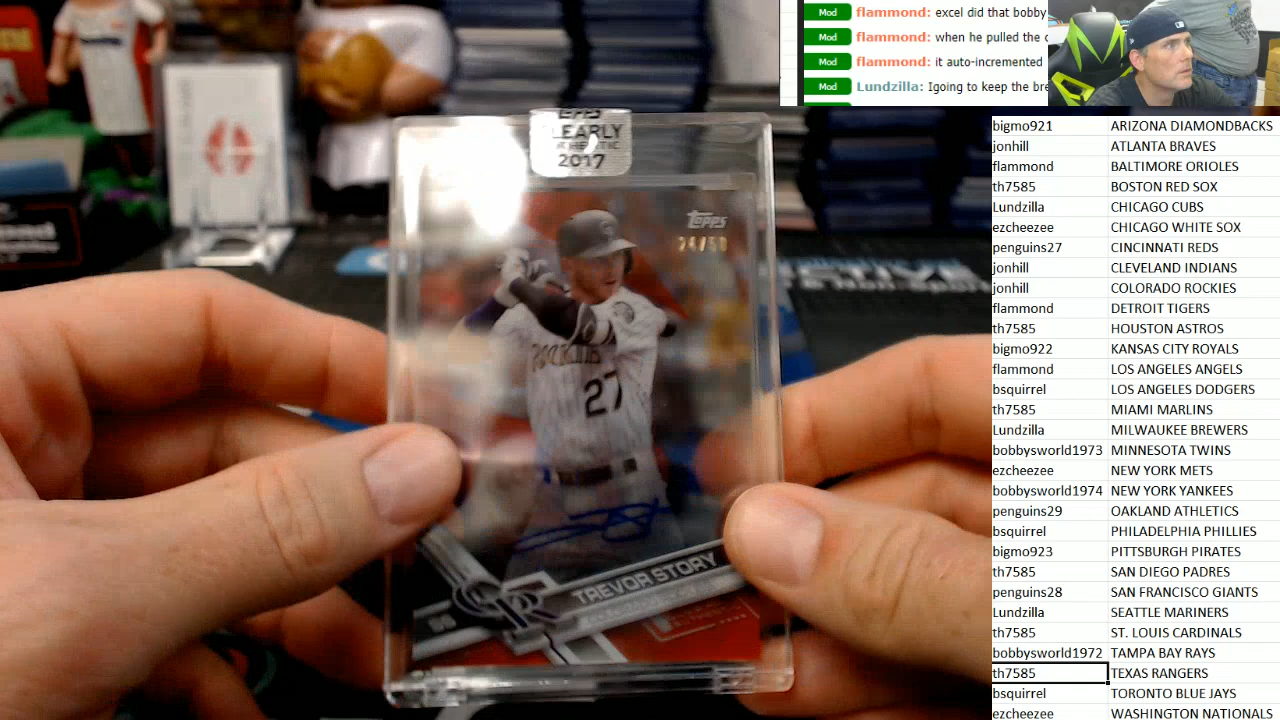 Mod flammond: excel did that bobby
Mod flammond: when he pulled the
Mod flammond: it auto-incremented
Mod Lundzilla: Igoing to keep the bre
bigmo921 ARIZONA DIAMONDBACKS
jonhill ATLANTA BRAVES
flammond BALTIMORE ORIOLES
th7585 BOSTON RED SOX
Lundzilla CHICAGO CUBS
ezcheezee CHICAGO WHITE SOX
penguins27 CINCINNATI REDS
jonhill CLEVELAND INDIANS
jonhill COLORADO ROCKIES
flammond DETROIT TIGERS
th7585 HOUSTON ASTROS
bigmo922 KANSAS CITY ROYALS
flammond LOS ANGELES ANGELS
bsquirrel LOS ANGELES DODGERS
th7585 MIAMI MARLINS
Lundzilla MILWAUKEE BREWERS
bobbysworld1973 MINNESOTA TWINS
ezcheezee NEW YORK METS
bobbysworld1974 NEW YORK YANKEES
penguins29 OAKLAND ATHLETICS
bsquirrel PHILADELPHIA PHILLIES
bigmo923 PITTSBURGH PIRATES
th7585 SAN DIEGO PADRES
penguins28 SAN FRANCISCO GIANTS
Lundzilla SEATTLE MARINERS
th7585 ST. LOUIS CARDINALS
bobbysworld1972 TAMPA BAY RAYS
th7585 TEXAS RANGERS
bsquirrel TORONTO BLUE JAYS
ezcheezee WASHINGTON NATIONALS
2017
Topps
27
TREVOR STORY